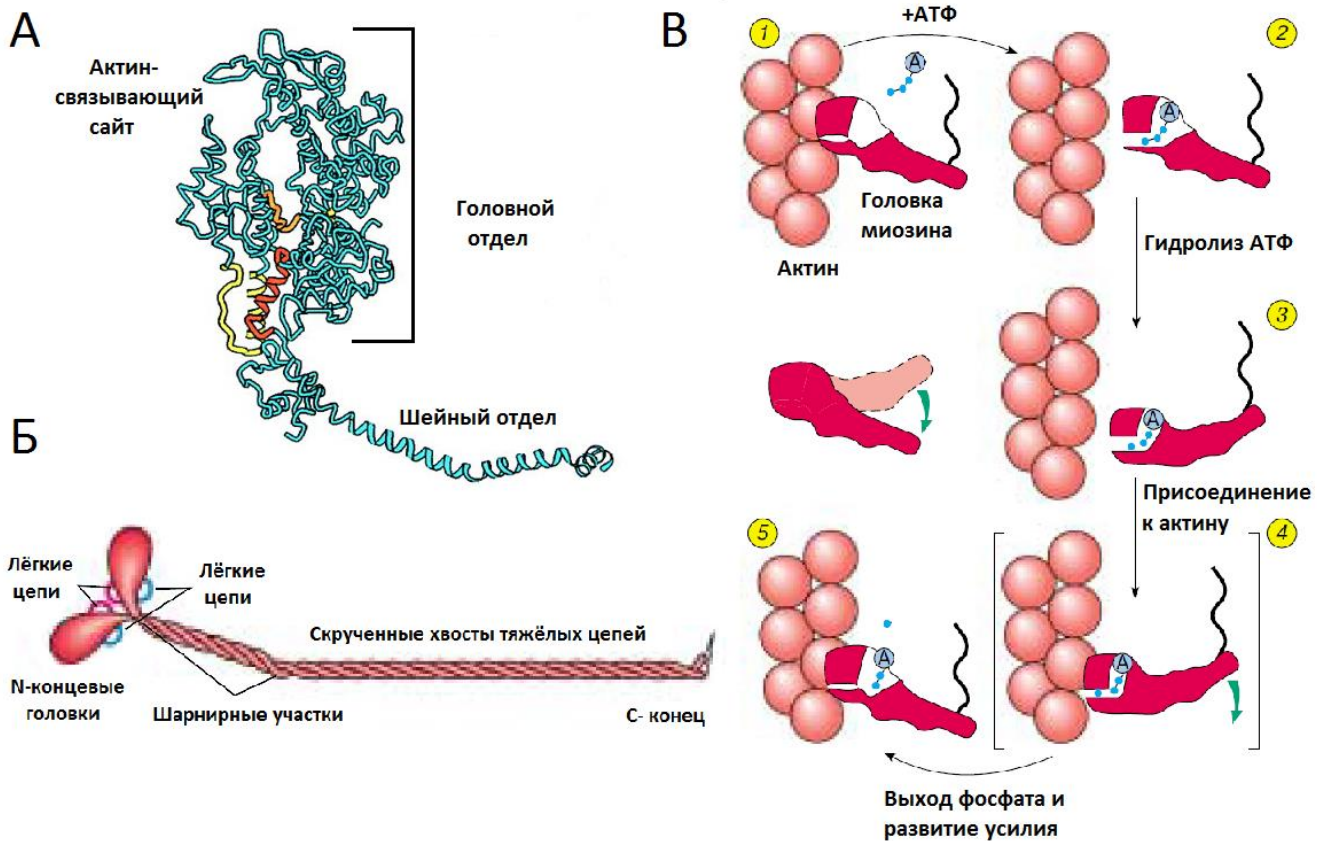 А
Актин-
связывающий
сайт
Головной
отдел
Шейный отдел
Б
Лёгкие
цепи
Лёгкие
цепи
Скрученные хвосты тяжёлых цепей
N-концевые
головки
Шарнирные участки
С- конец
В
+АТФ
1
2
А
А
Головка
миозина
Актин
Гидролиз АТФ
3
А
Присоединение
к актину
5
4
А
А
Выход фосфата и
развитие усилия